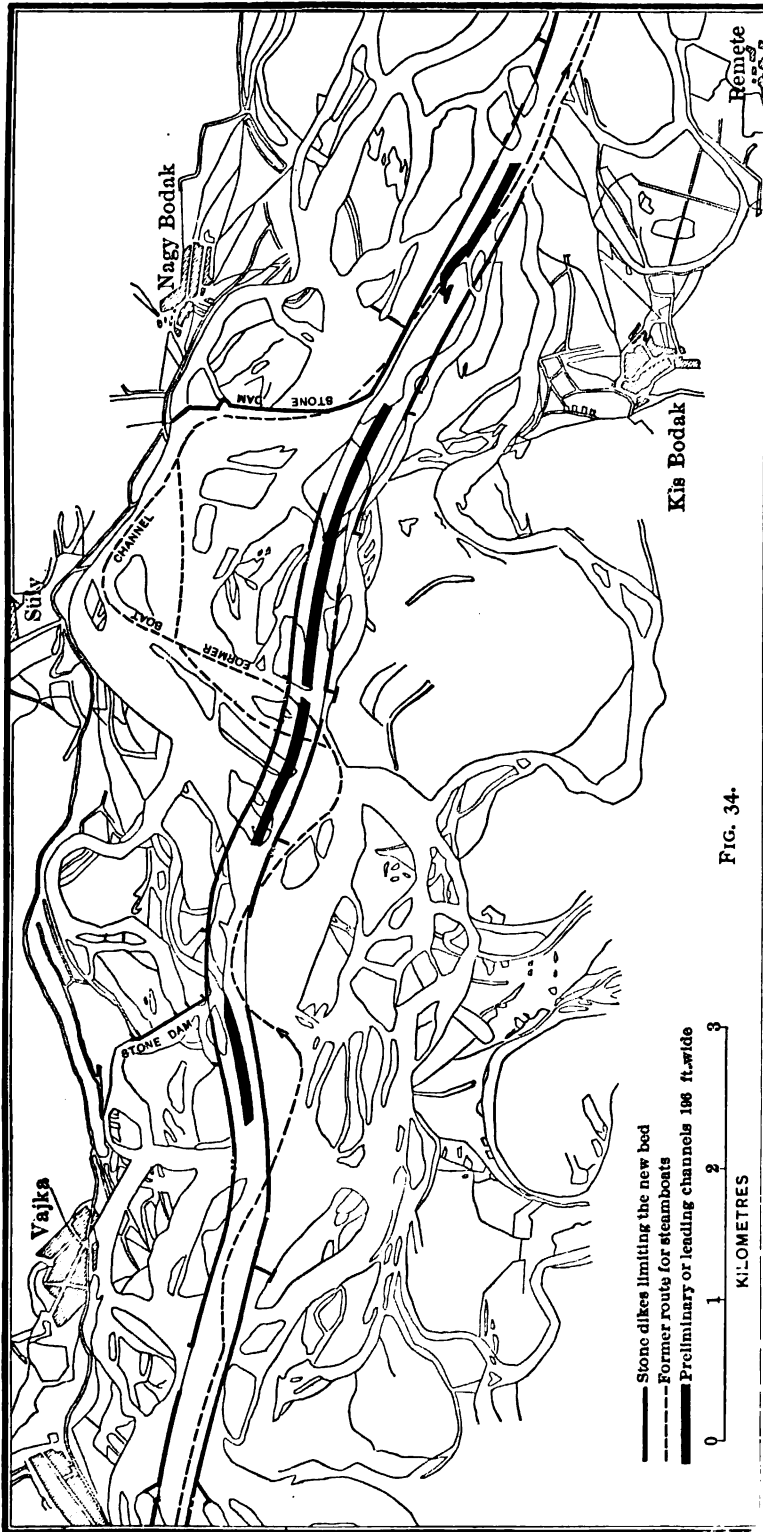 Vajka
Süly
Nagy Bodak
STONE DAM
FORMER BOAT CHANNEL
STONE DAM
Kis Bodak
Remete
Stone dikes limiting the new bed
Former route for steamboats
Preliminary or leading channels 196 ft. wide
0 1 2 3
KILOMETRES
FIG. 34.